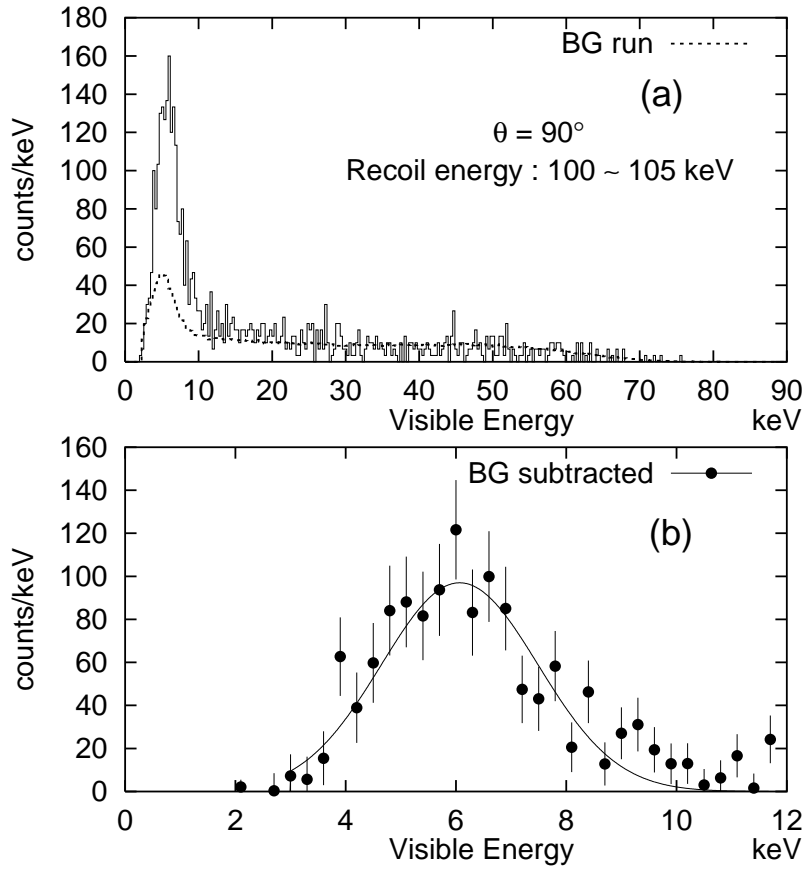 180
160
140
120
100
80
60
40
20
0
counts/keV
BG run
(a)
θ = 90°
Recoil energy : 100 ~ 105 keV
0 10 20 30 40 50 60 70 80 90
Visible Energy keV
160
140
120
100
80
60
40
20
0
counts/keV
BG subtracted
(b)
0 2 4 6 8 10 12
Visible Energy keV